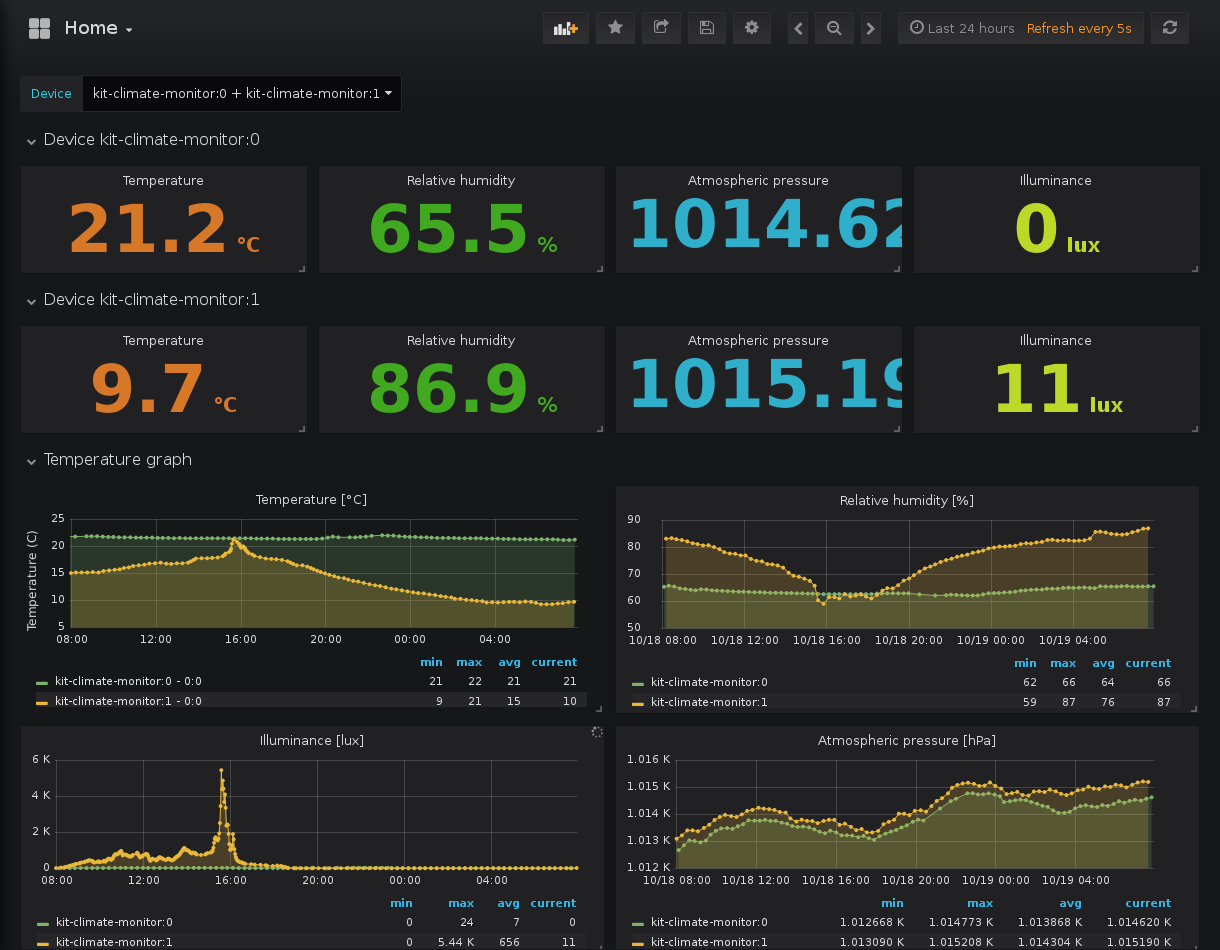 Home
Last 24 hours Refresh every 5s
Device kit-climate-monitor:0 + kit-climate-monitor:1
Device kit-climate-monitor:0
Temperature Relative humidity Atmospheric pressure Illuminance
21.2 °C 65.5 % 1014.62 0 lux
Device kit-climate-monitor:1
Temperature Relative humidity Atmospheric pressure Illuminance
9.7 °C 86.9 % 1015.19 11 lux
Temperature graph
Temperature [°C]
Temperature (C)
25
20
15
10
5
08:00 12:00 16:00 20:00 00:00 04:00
min max avg current
kit-climate-monitor:0 - 0:0 21 22 21 21
kit-climate-monitor:1 - 0:0 9 21 15 10
Relative humidity [%]
90
80
70
60
50
10/18 08:00 10/18 12:00 10/18 16:00 10/18 20:00 10/19 00:00 10/19 04:00
min max avg current
kit-climate-monitor:0 62 66 64 66
kit-climate-monitor:1 59 87 76 87
Illuminance [lux]
6 K
4 K
2 K
0
08:00 12:00 16:00 20:00 00:00 04:00
min max avg current
kit-climate-monitor:0 0 24 7 0
kit-climate-monitor:1 0 5.44 K 656 11
Atmospheric pressure [hPa]
1.016 K
1.015 K
1.014 K
1.013 K
1.012 K
10/18 08:00 10/18 12:00 10/18 16:00 10/18 20:00 10/19 00:00 10/19 04:00
min max avg current
kit-climate-monitor:0 1.012668 K 1.014773 K 1.013868 K 1.014620 K
kit-climate-monitor:1 1.013090 K 1.015208 K 1.014304 K 1.015190 K